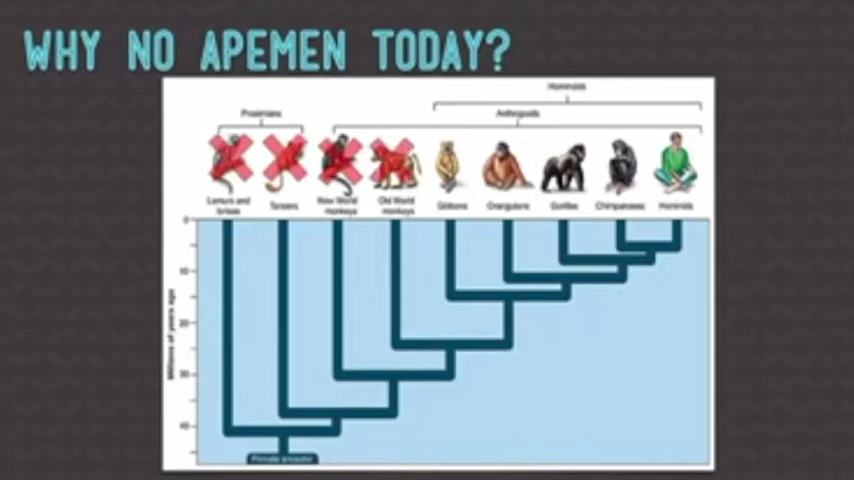 WHY NO APEMEN TODAY?
Hominoids
Prosimians
Anthropoids
Lemurs and
lorises
Tarsiers
New World
monkeys
Old World
monkeys
Gibbons
Orangutans
Gorillas
Chimpanzees
Hominids
0
10
20
30
40
Millions of years ago
Primate ancestor